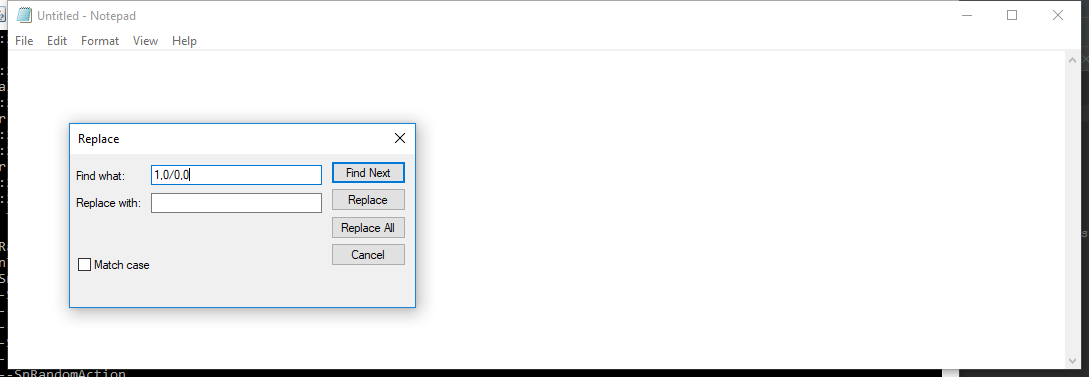 Untitled - Notepad
File Edit Format View Help
Replace
Find what: 1,0/0,0 Find Next
Replace with: Replace
Replace All
Cancel
Match case
--SnRandomAction